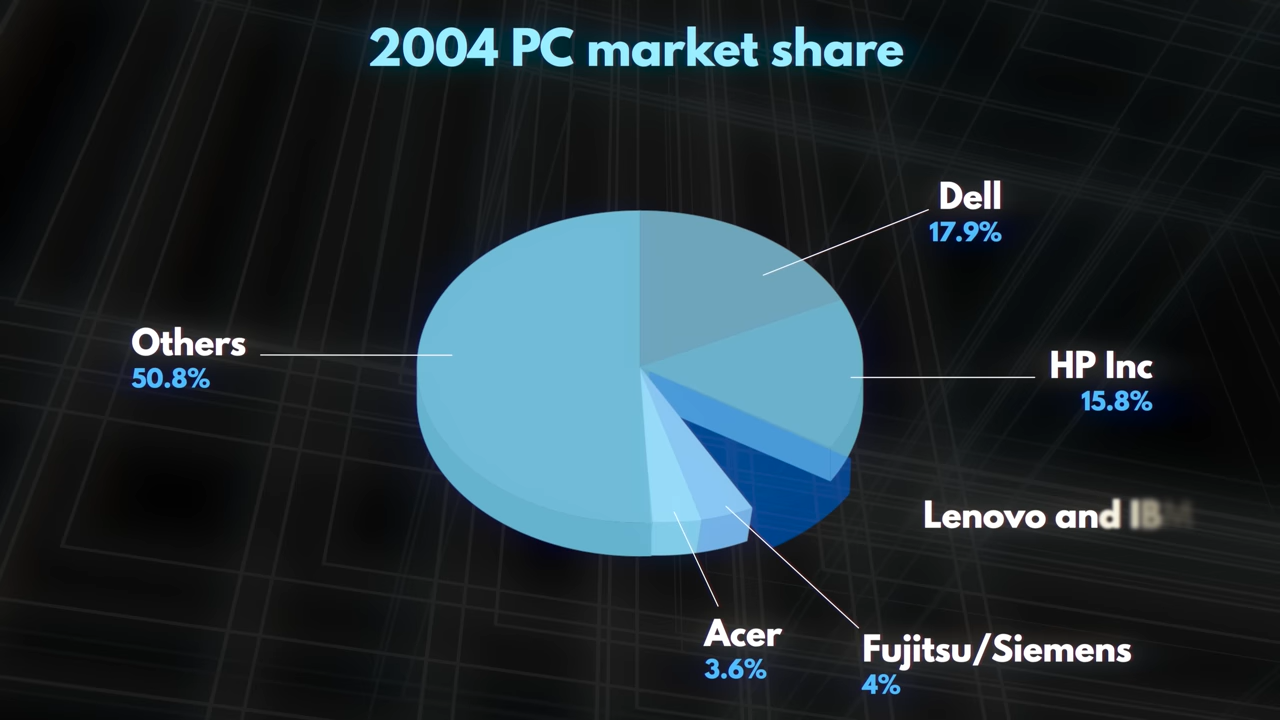 2004 PC market share
Dell
17.9%
Others
50.8%
HP Inc
15.8%
Lenovo and IBM
Acer
3.6%
Fujitsu/Siemens
4%